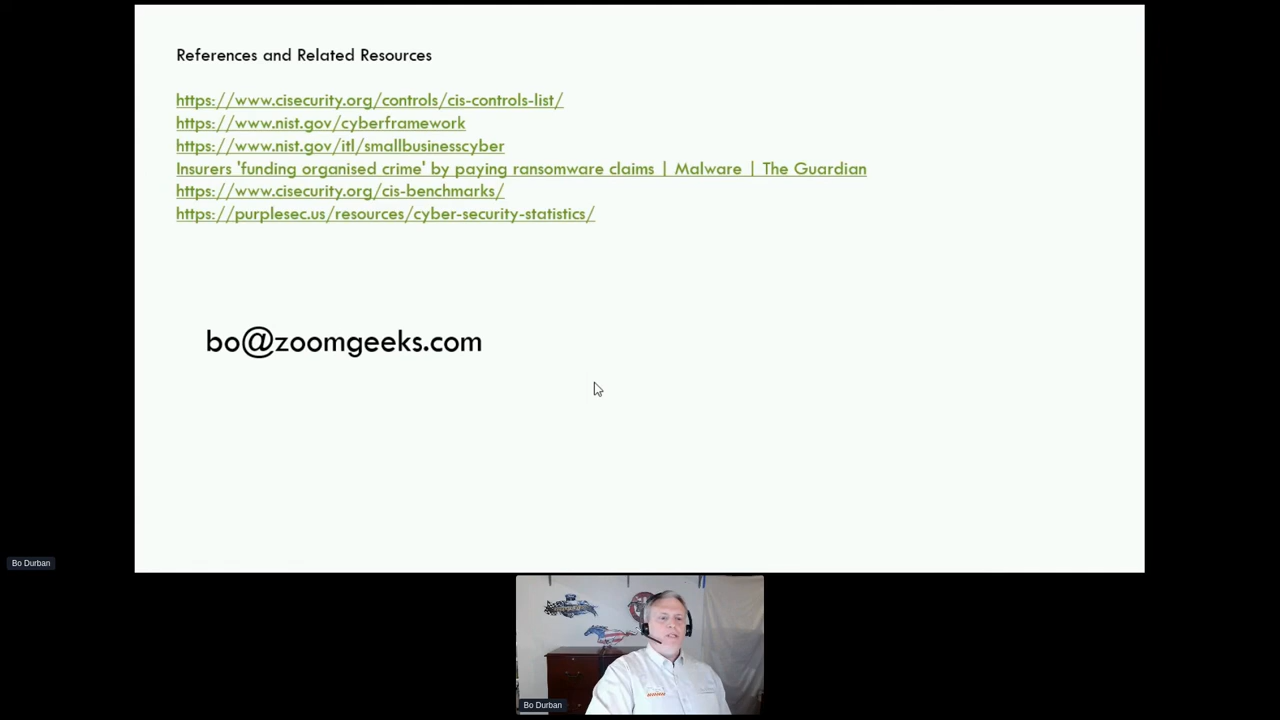 References and Related Resources
https://www.cisecurity.org/controls/cis-controls-list/
https://www.nist.gov/cyberframework
https://www.nist.gov/itl/smallbusinesscyber
Insurers 'funding organised crime' by paying ransomware claims | Malware | The Guardian
https://www.cisecurity.org/cis-benchmarks/
https://purplesec.us/resources/cyber-security-statistics/
bo@zoomgeeks.com
Bo Durban
Bo Durban